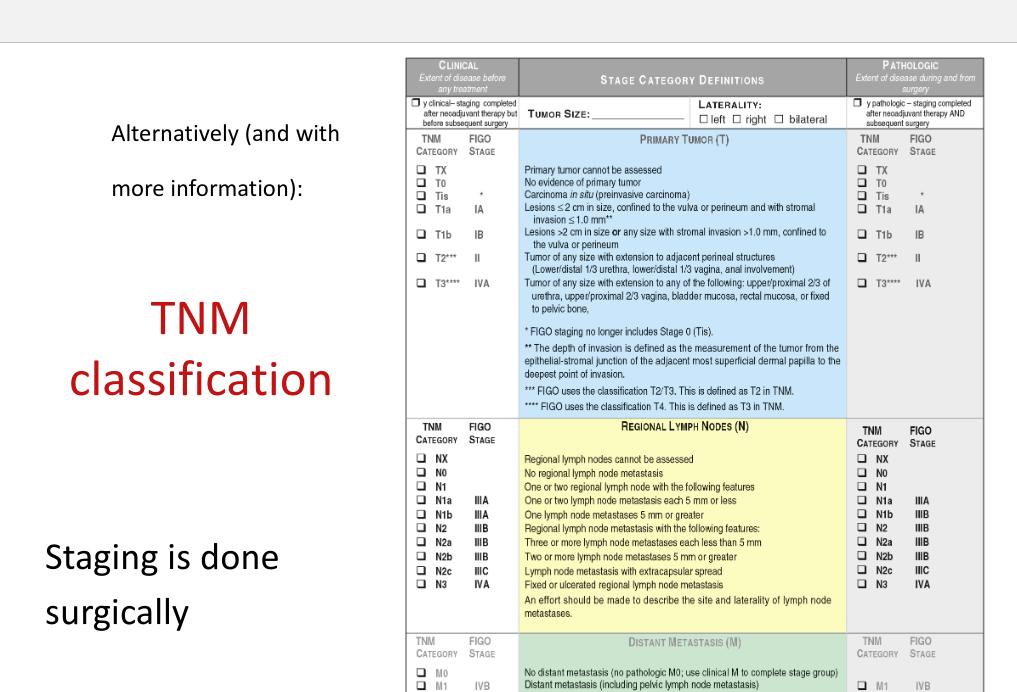 Alternatively (and with
more information):
TNM
classification
Staging is done
surgically
CLINICAL
Extent of disease before
any treatment
STAGE CATEGORY DEFINITIONS
PATHOLOGIC
Extent of disease during and from
surgery
❒ y clinical– staging completed
after neoadjuvant therapy but
before subsequent surgery
TUMOR SIZE:
LATERALITY:
☐ left ☐ right ☐ bilateral
❒ y pathologic – staging completed
after neoadjuvant therapy AND
subsequent surgery
TNM FIGO
CATEGORY STAGE
PRIMARY TUMOR (T)
TNM FIGO
CATEGORY STAGE
❏ TX Primary tumor cannot be assessed ❏ TX
❏ T0 No evidence of primary tumor ❏ T0
❏ Tis * Carcinoma in situ (preinvasive carcinoma) ❏ Tis *
❏ T1a IA Lesions ≤ 2 cm in size, confined to the vulva or perineum and with stromal ❏ T1a IA
invasion ≤ 1.0 mm**
❏ T1b IB Lesions >2 cm in size or any size with stromal invasion >1.0 mm, confined to ❏ T1b IB
the vulva or perineum
❏ T2*** II Tumor of any size with extension to adjacent perineal structures ❏ T2*** II
(Lower/distal 1/3 urethra, lower/distal 1/3 vagina, anal involvement)
❏ T3**** IVA Tumor of any size with extension to any of the following: upper/proximal 2/3 of ❏ T3**** IVA
urethra, upper/proximal 2/3 vagina, bladder mucosa, rectal mucosa, or fixed
to pelvic bone,
* FIGO staging no longer includes Stage 0 (Tis).
** The depth of invasion is defined as the measurement of the tumor from the
epithelial-stromal junction of the adjacent most superficial dermal papilla to the
deepest point of invasion.
*** FIGO uses the classification T2/T3. This is defined as T2 in TNM.
**** FIGO uses the classification T4. This is defined as T3 in TNM.
TNM FIGO
CATEGORY STAGE
REGIONAL LYMPH NODES (N)
TNM FIGO
CATEGORY STAGE
❏ NX Regional lymph nodes cannot be assessed ❏ NX
❏ N0 No regional lymph node metastasis ❏ N0
❏ N1 One or two regional lymph node with the following features ❏ N1
❏ N1a IIIA One or two lymph node metastasis each 5 mm or less ❏ N1a IIIA
❏ N1b IIIA One lymph node metastases 5 mm or greater ❏ N1b IIIB
❏ N2 IIIB Regional lymph node metastasis with the following features: ❏ N2 IIIB
❏ N2a IIIB Three or more lymph node metastases each less than 5 mm ❏ N2a IIIB
❏ N2b IIIB Two or more lymph node metastases 5 mm or greater ❏ N2b IIIB
❏ N2c IIIC Lymph node metastasis with extracapsular spread ❏ N2c IIIC
❏ N3 IVA Fixed or ulcerated regional lymph node metastasis ❏ N3 IVA
An effort should be made to describe the site and laterality of lymph node
metastases.
TNM FIGO
CATEGORY STAGE
DISTANT METASTASIS (M)
TNM FIGO
CATEGORY STAGE
❏ M0 No distant metastasis (no pathologic M0; use clinical M to complete stage group)
❏ M1 IVB Distant metastasis (including pelvic lymph node metastasis) ❏ M1 IVB